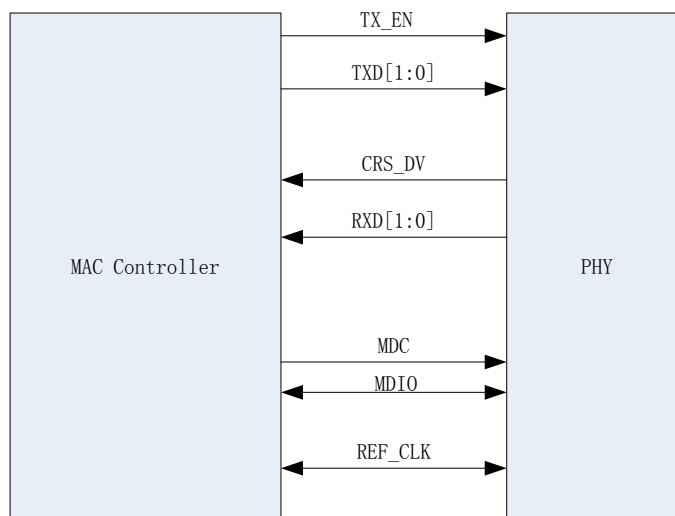 TX_EN
TXD[1:0]
CRS_DV
RXD[1:0]
MAC Controller
PHY
MDC
MDIO
REF_CLK